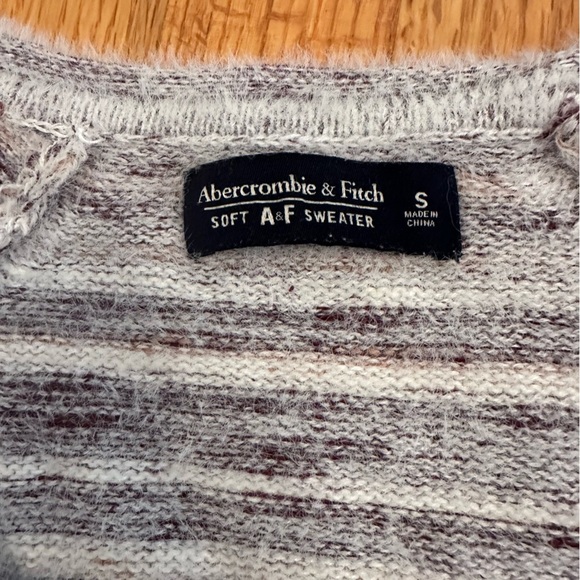 Abercrombie & Fitch
SOFT A&F SWEATER
S
MADE IN
CHINA